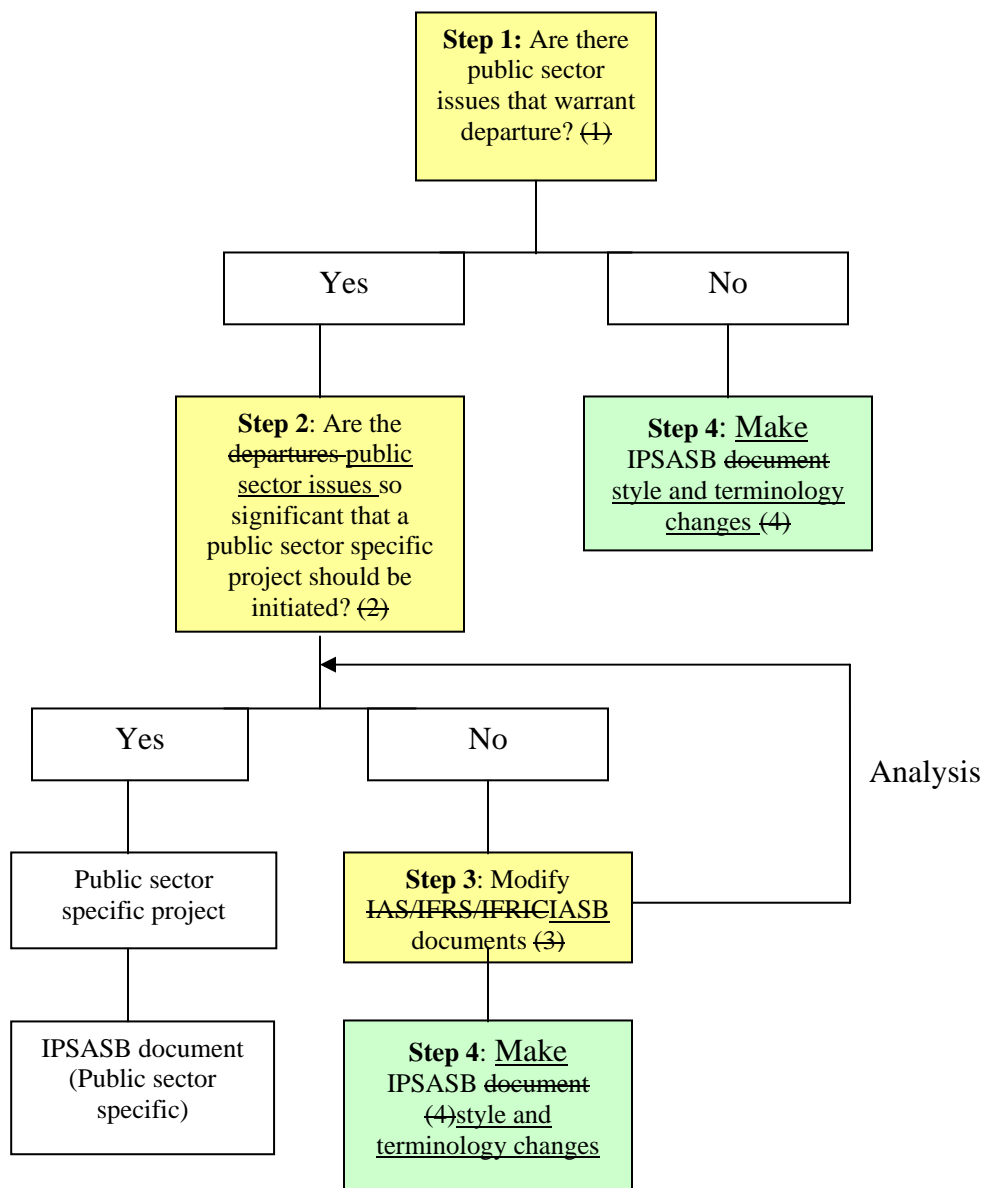 Step 1: Are there
public sector
issues that warrant
departure? (1)
Yes
No
Step 2: Are the
departures public
sector issues so
significant that a
public sector specific
project should be
initiated? (2)
Step 4: Make
IPSASB document
style and terminology
changes (4)
Yes
No
Analysis
Public sector
specific project
Step 3: Modify
IAS/IFRS/IFRICIASB
documents (3)
IPSASB document
(Public sector
specific)
Step 4: Make
IPSASB document
(4)style and
terminology changes